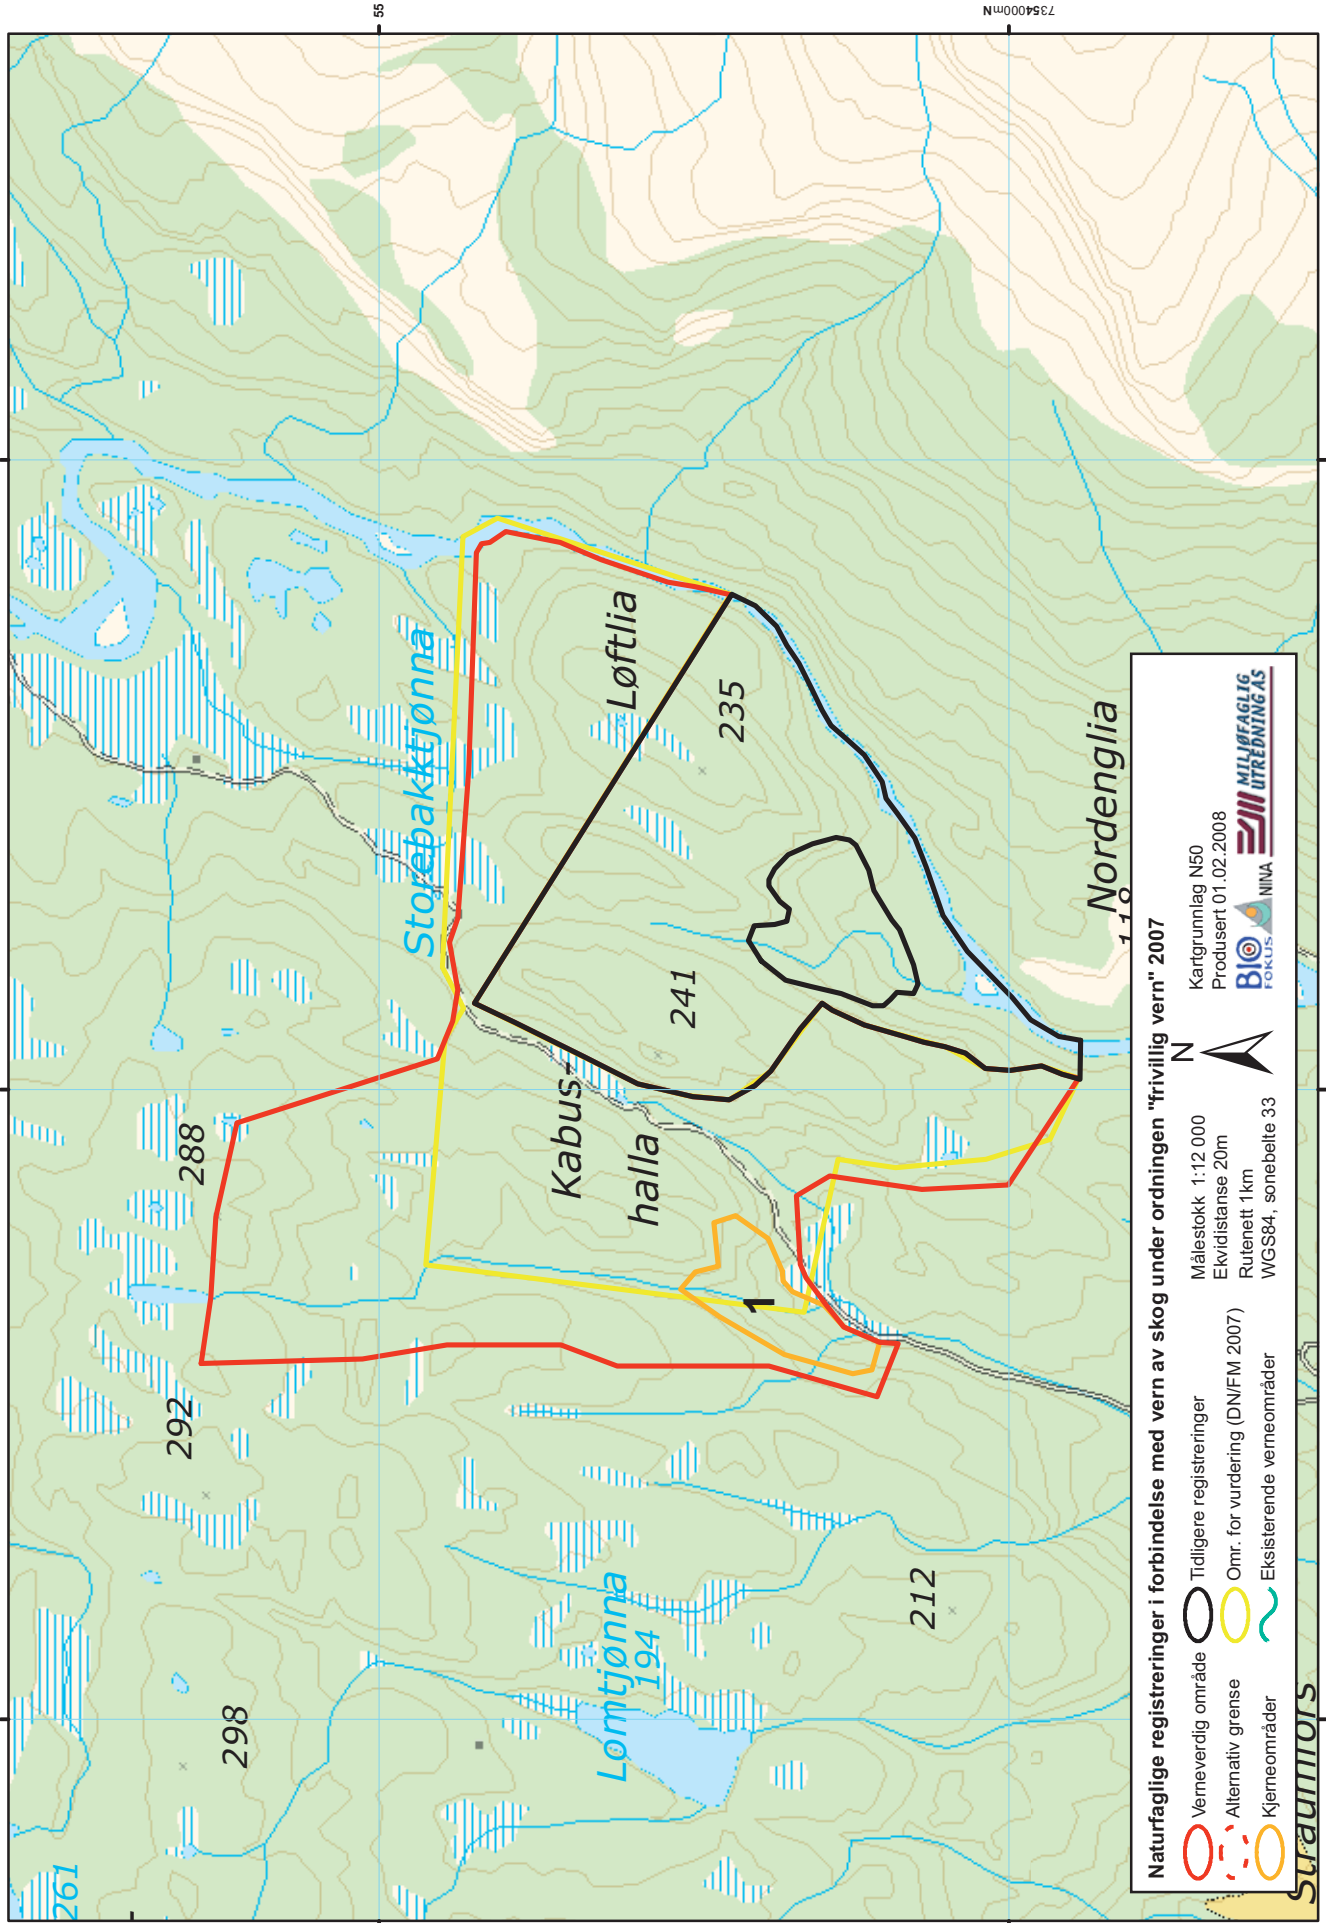 55
7354000mN
261
298
292
288
Storebakktjønna
Løftlia
235
241
Kabus-
halla
1
Lomtjønna
194
212
Nordenglia
118
Straumfors
Naturfaglige registreringer i forbindelse med vern av skog under ordningen "frivillig vern" 2007
Verneverdig område
Tidligere registreringer
Alternativ grense
Omr. for vurdering (DN/FM 2007)
Kjerneområder
Eksisterende verneområder
Målestokk 1:12 000
Ekvidistanse 20m
Rutenett 1km
WGS84, sonebelte 33
N
Kartgrunnlag N50
Produsert 01.02.2008
BIO
FOKUS
NINA
MILJØFAGLIG
UTREDNING AS